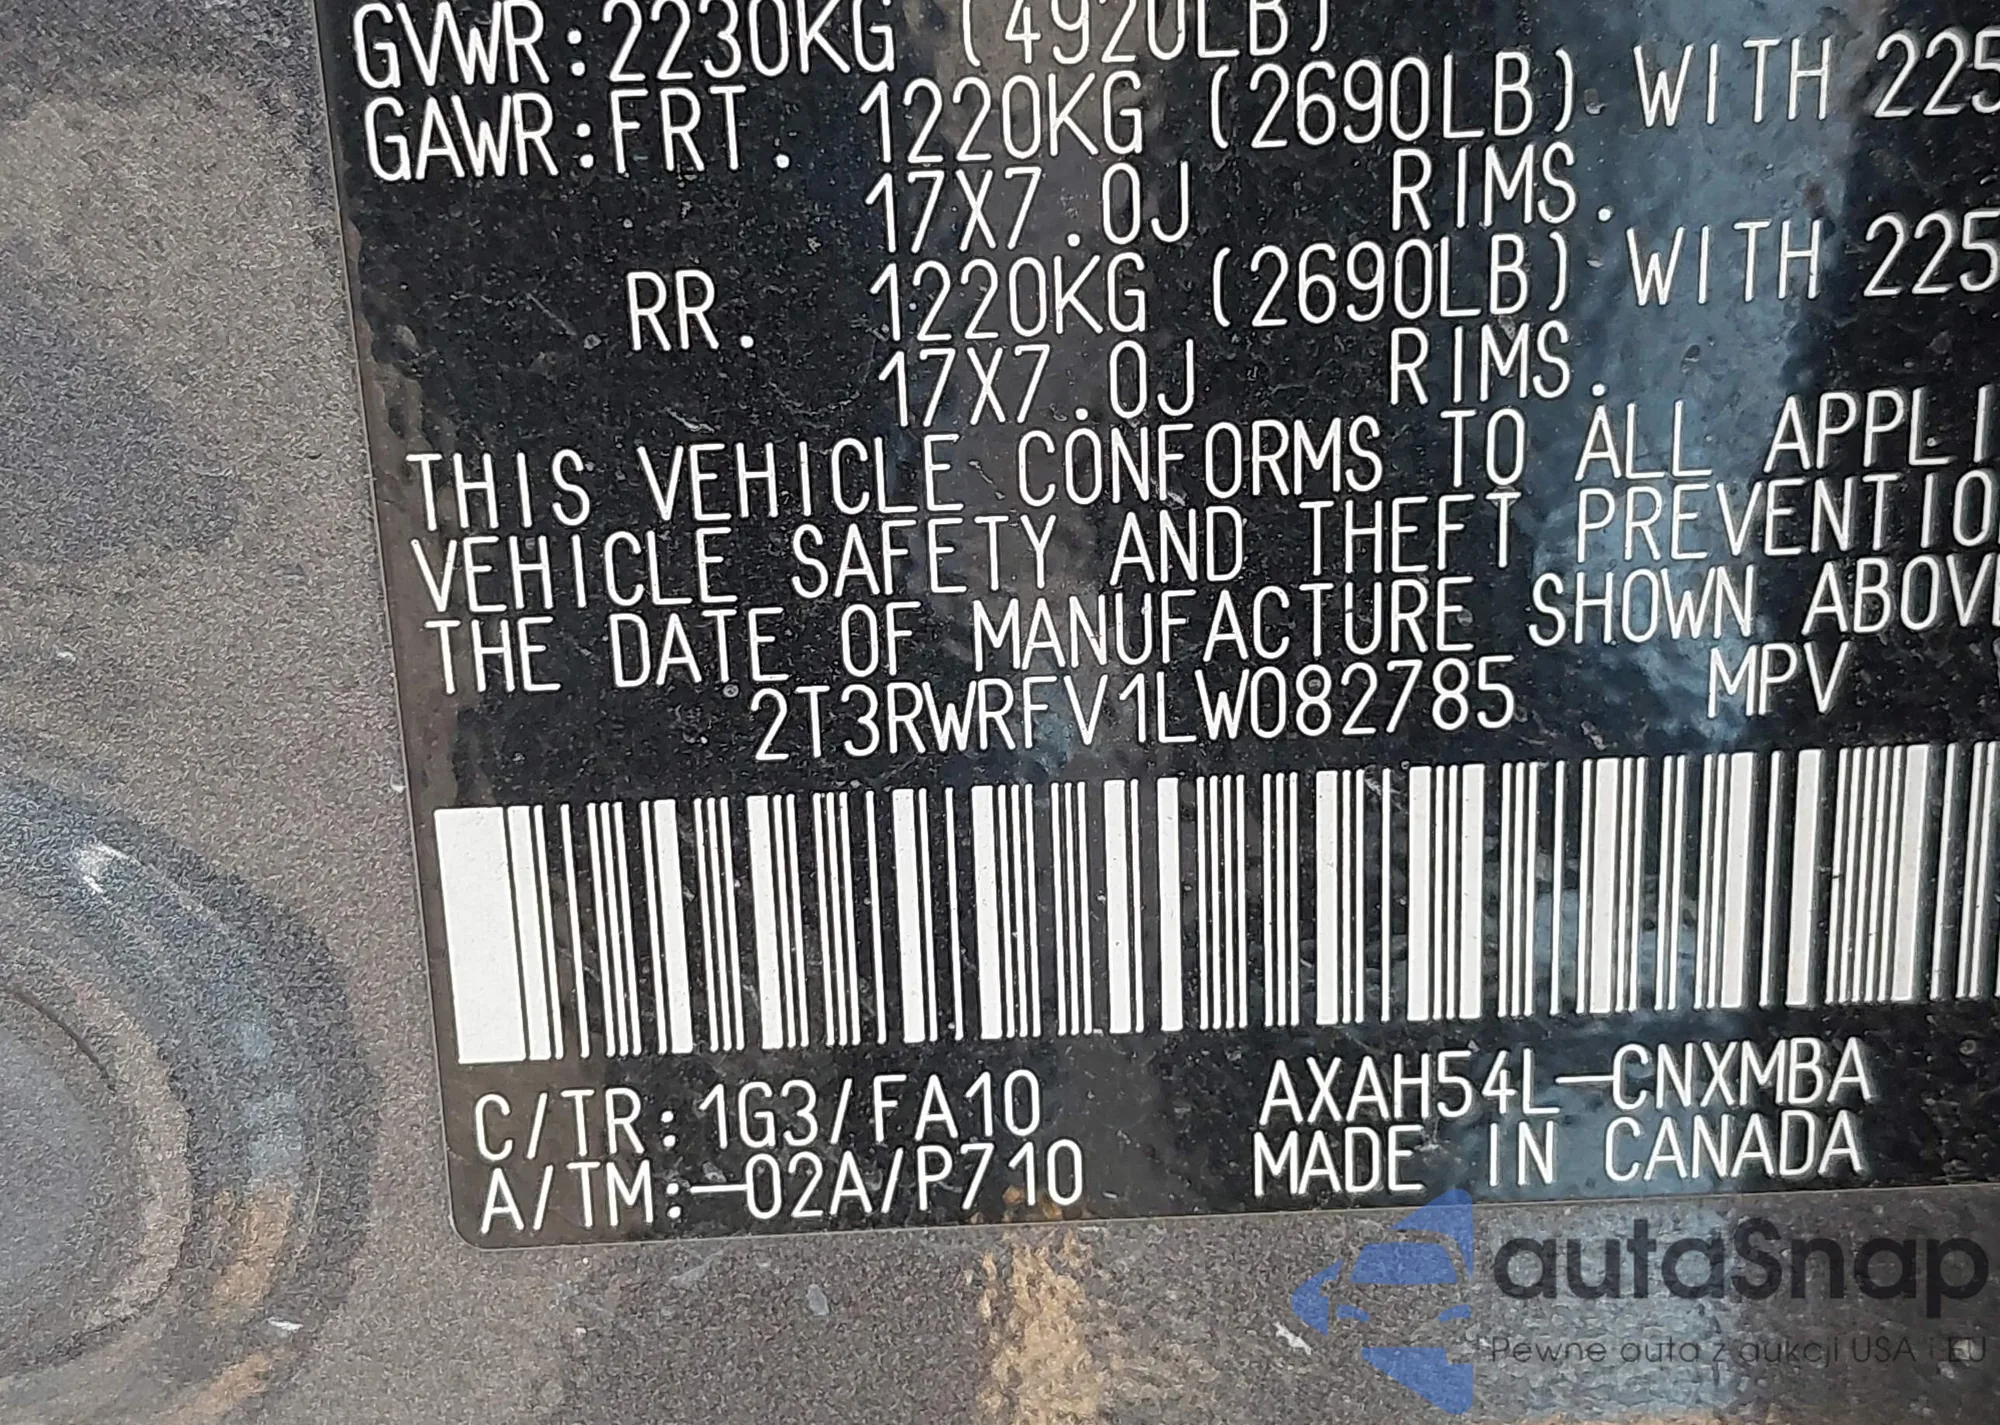 GVWR:2230KG (4920LB)
GAWR:FRT. 1220KG (2690LB) WITH 225
17X7.0J RIMS.
RR. 1220KG (2690LB) WITH 225
17X7.0J RIMS.
THIS VEHICLE CONFORMS TO ALL APPLI
VEHICLE SAFETY AND THEFT PREVENTIO
THE DATE OF MANUFACTURE SHOWN ABOVE
2T3RWRFV1LW082785 MPV
C/TR:1G3/FA10 AXAH54L-CNXMBA
A/TM:-02A/P710 MADE IN CANADA
autaSnap
Pewne auta z aukcji USA i EU